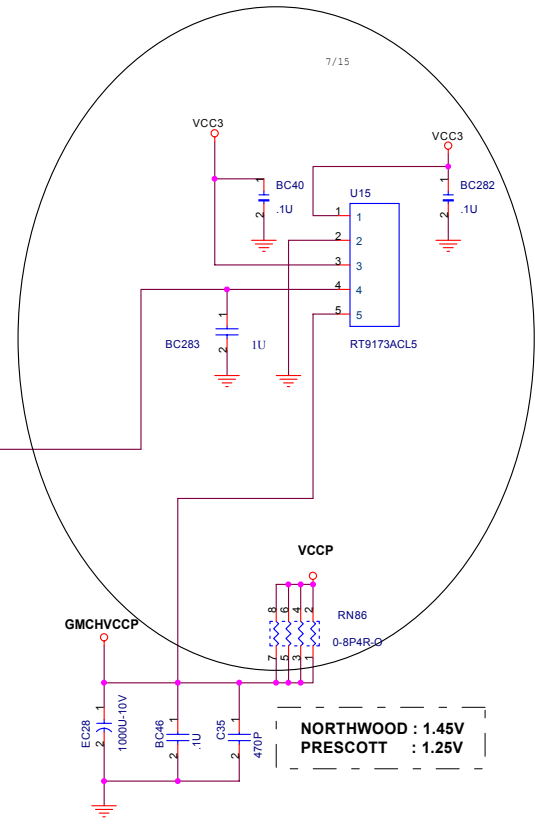 7/15
VCC3
VCC3
1
BC40
2
.1U
U15
1
BC282
2
.1U
1 1
2 2
3 3
4 4
5 5
RT9173ACL5
1
BC283
2
1U
VCCP
8 6 4 2
RN86
0-8P4R-O
7 5 3 1
GMCHVCCP
1
EC28
2
1000U-10V
1
BC46
2
.1U
1
C35
2
470P
NORTHWOOD : 1.45V
PRESCOTT : 1.25V